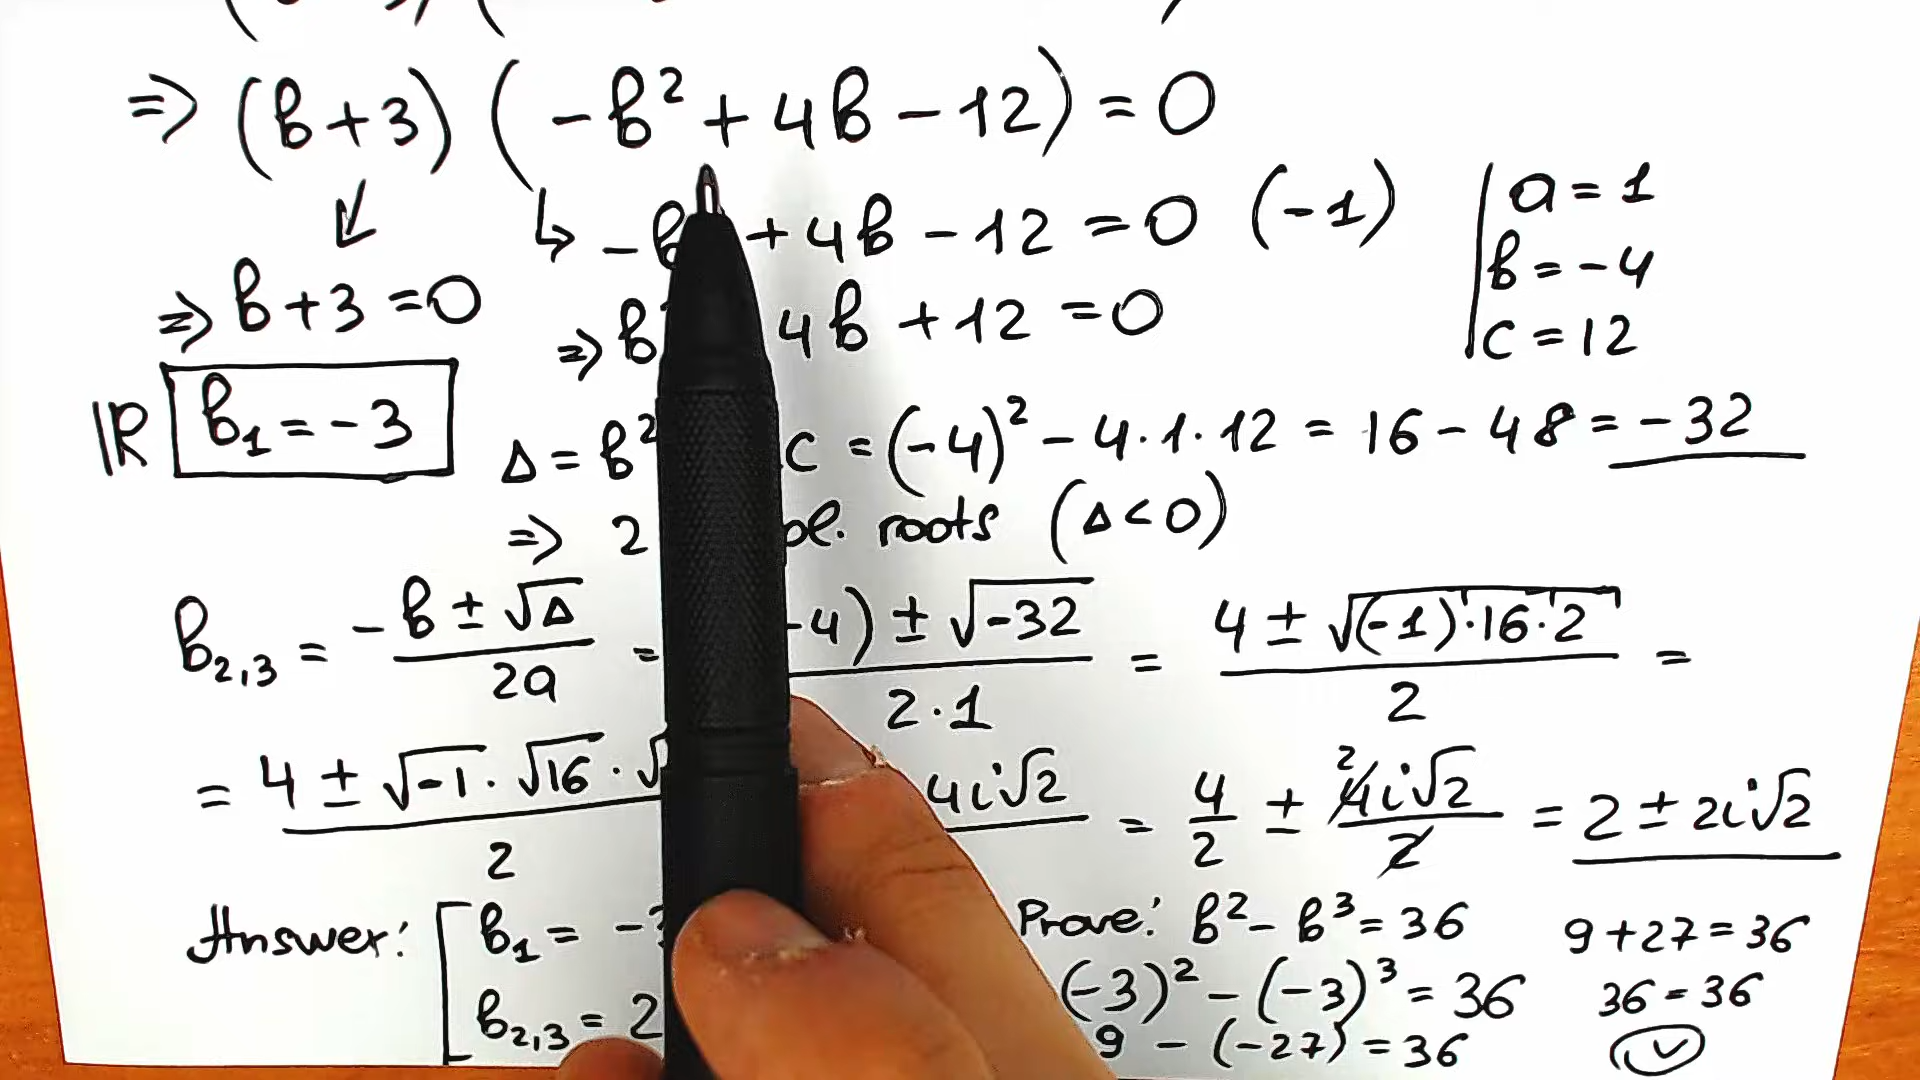 => (b+3) (-b² + 4b - 12) = 0
↳ -b + 4b - 12 = 0 (-1)
=> b+3 = 0
=> b 4b + 12 = 0
| a = 1
b = -4
c = 12
ℝ b₁ = -3
Δ = b² c = (-4)² - 4·1·12 = 16 - 48 = -32
=> 2 roots (Δ < 0)
b₂,₃ = (-b ± √Δ)/(2a) = -4) ± √-32/(2·1) = (4 ± √((-1)·16·2))/2 =
= 4 ± √-1 · √16 · √ /2 4i√2 = 4/2 ± ²4i√2/2 = 2 ± 2i√2
Answer: [ b₁ = -
b₂,₃ = 2
Prove: b² - b³ = 36
(-3)² - (-3)³ = 36
9 - (-27) = 36
9 + 27 = 36
36 = 36